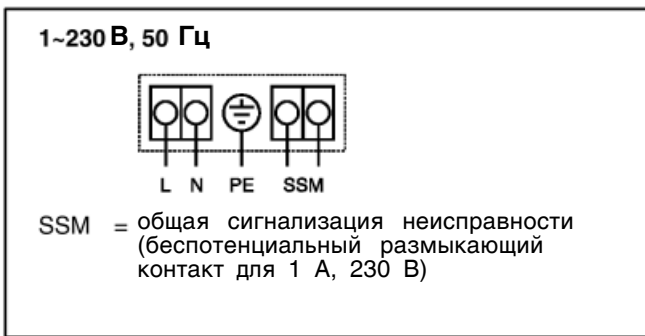 1~230 В, 50 Гц
L N PE SSM
SSM = общая сигнализация неисправности
(беспотенциальный размыкающий
контакт для 1 А, 230 В)